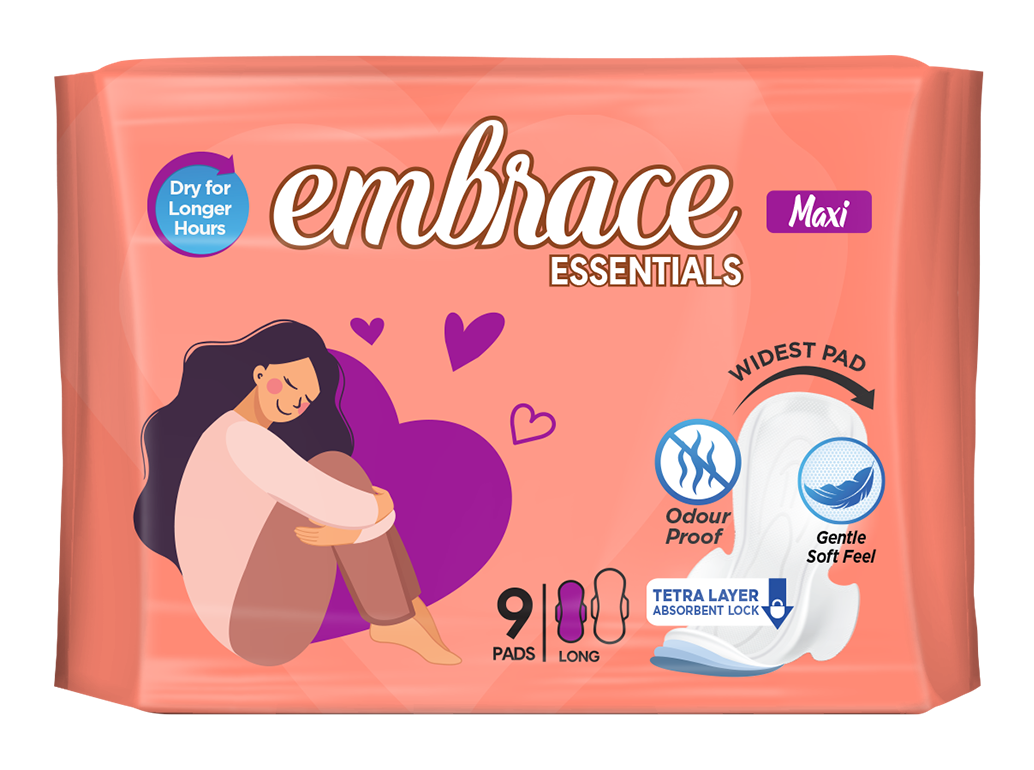 Dry for
Longer
Hours
embrace
ESSENTIALS
Maxi
WIDEST PAD
Odour
Proof
Gentle
Soft Feel
TETRA LAYER
ABSORBENT LOCK
9
PADS
LONG